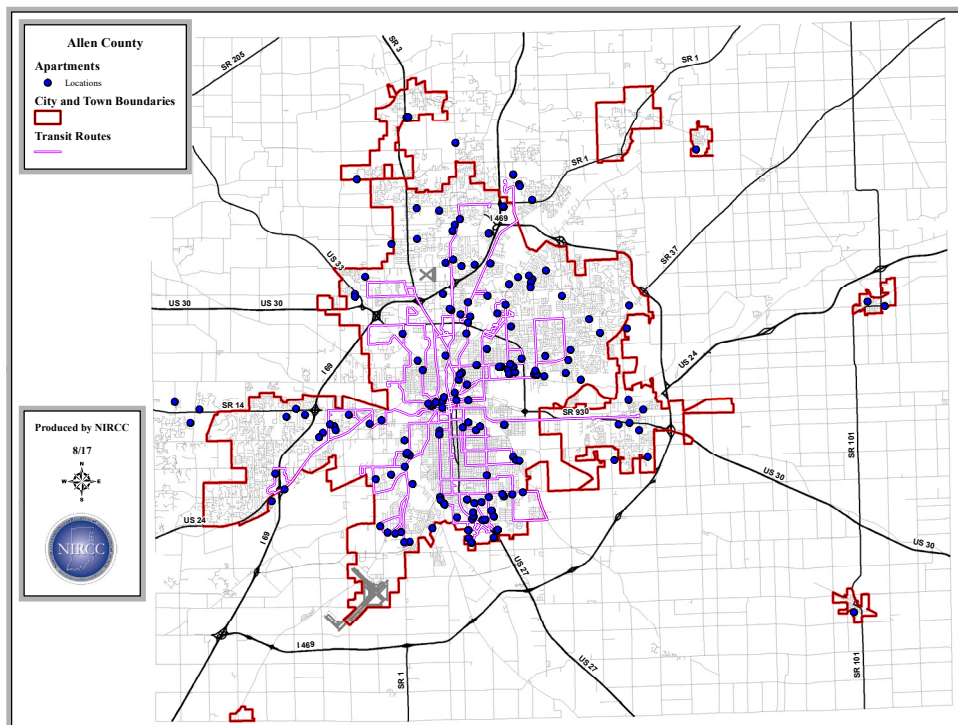 Allen County
Apartments
Locations
City and Town Boundaries
Transit Routes
SR 205
SR 3
SR 1
SR 1
I 469
SR 37
US 33
US 30
US 30
US 24
I 69
SR 14
SR 930
SR 101
US 30
US 24
I 69
US 30
US 27
I 469
US 27
SR 1
SR 101
Produced by NIRCC
8/17
N
W
E
S
NIRCC